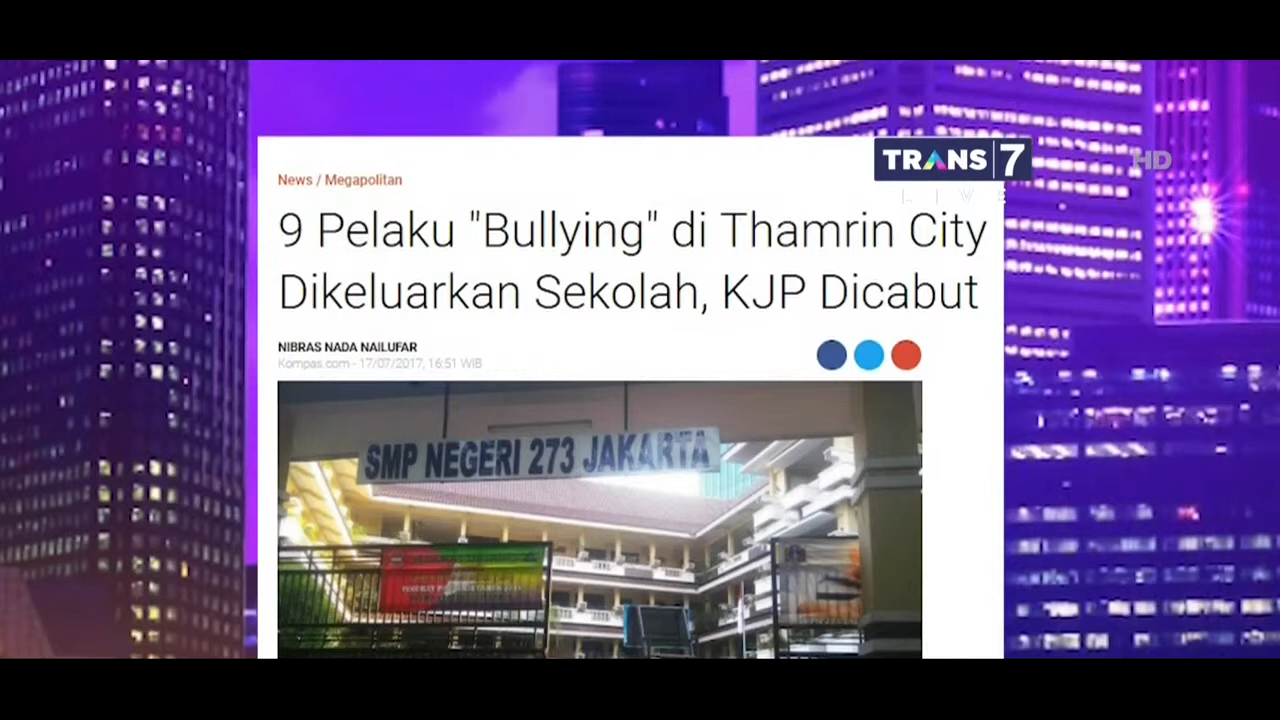 TRANS 7
HD
LIVE
News / Megapolitan
9 Pelaku "Bullying" di Thamrin City
Dikeluarkan Sekolah, KJP Dicabut
NIBRAS NADA NAILUFAR
Kompas.com - 17/07/2017, 16:51 WIB
SMP NEGERI 273 JAKARTA